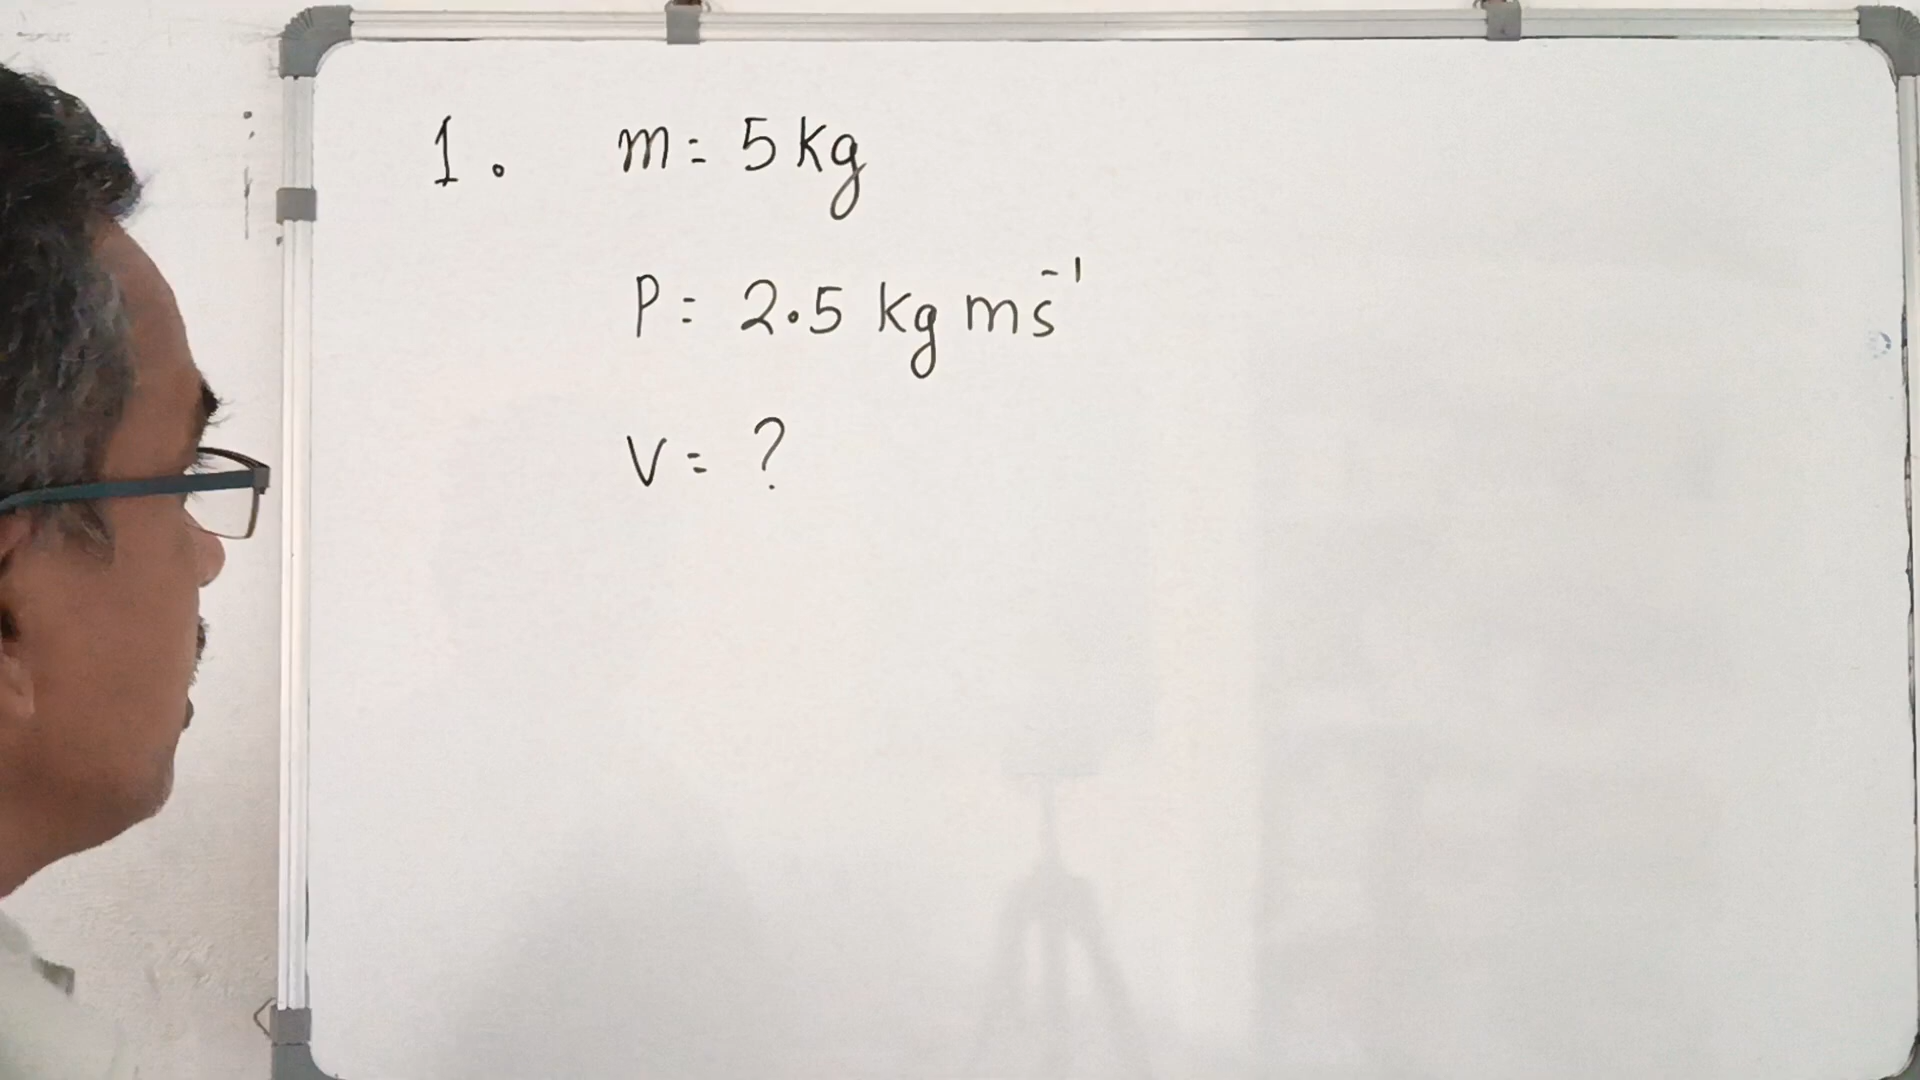 1. m = 5 kg
P = 2.5 kg ms⁻¹
V = ?